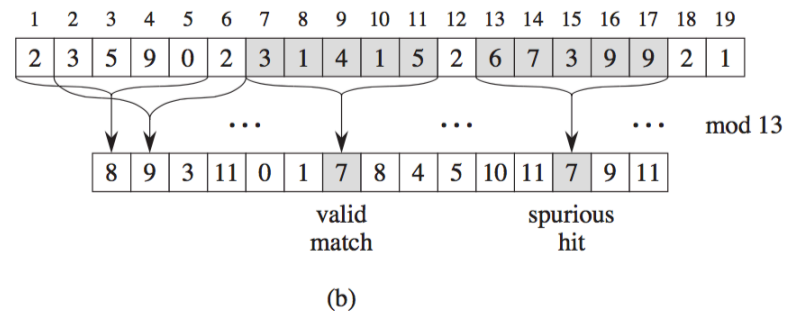 1 2 3 4 5 6 7 8 9 10 11 12 13 14 15 16 17 18 19
2 3 5 9 0 2 3 1 4 1 5 2 6 7 3 9 9 2 1
... ... ... mod 13
8 9 3 11 0 1 7 8 4 5 10 11 7 9 11
valid spurious
match hit
(b)